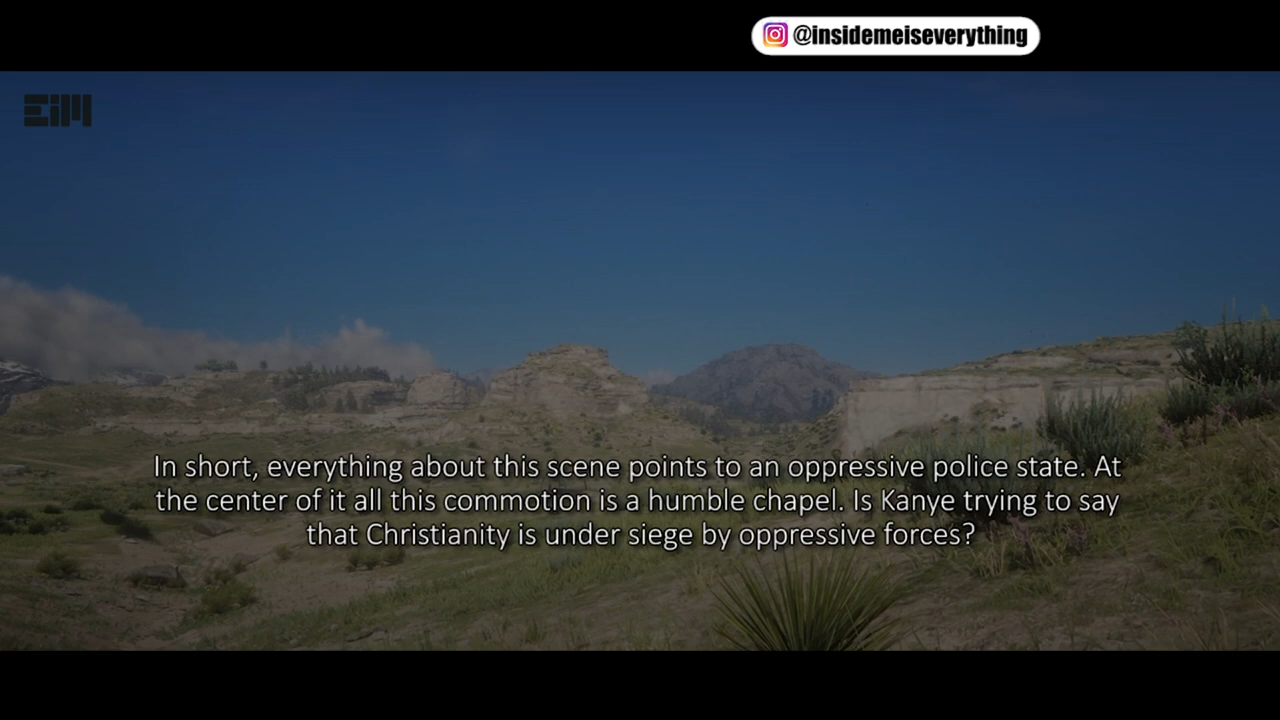 @insidemeiseverything
EiM
In short, everything about this scene points to an oppressive police state. At
the center of it all this commotion is a humble chapel. Is Kanye trying to say
that Christianity is under siege by oppressive forces?